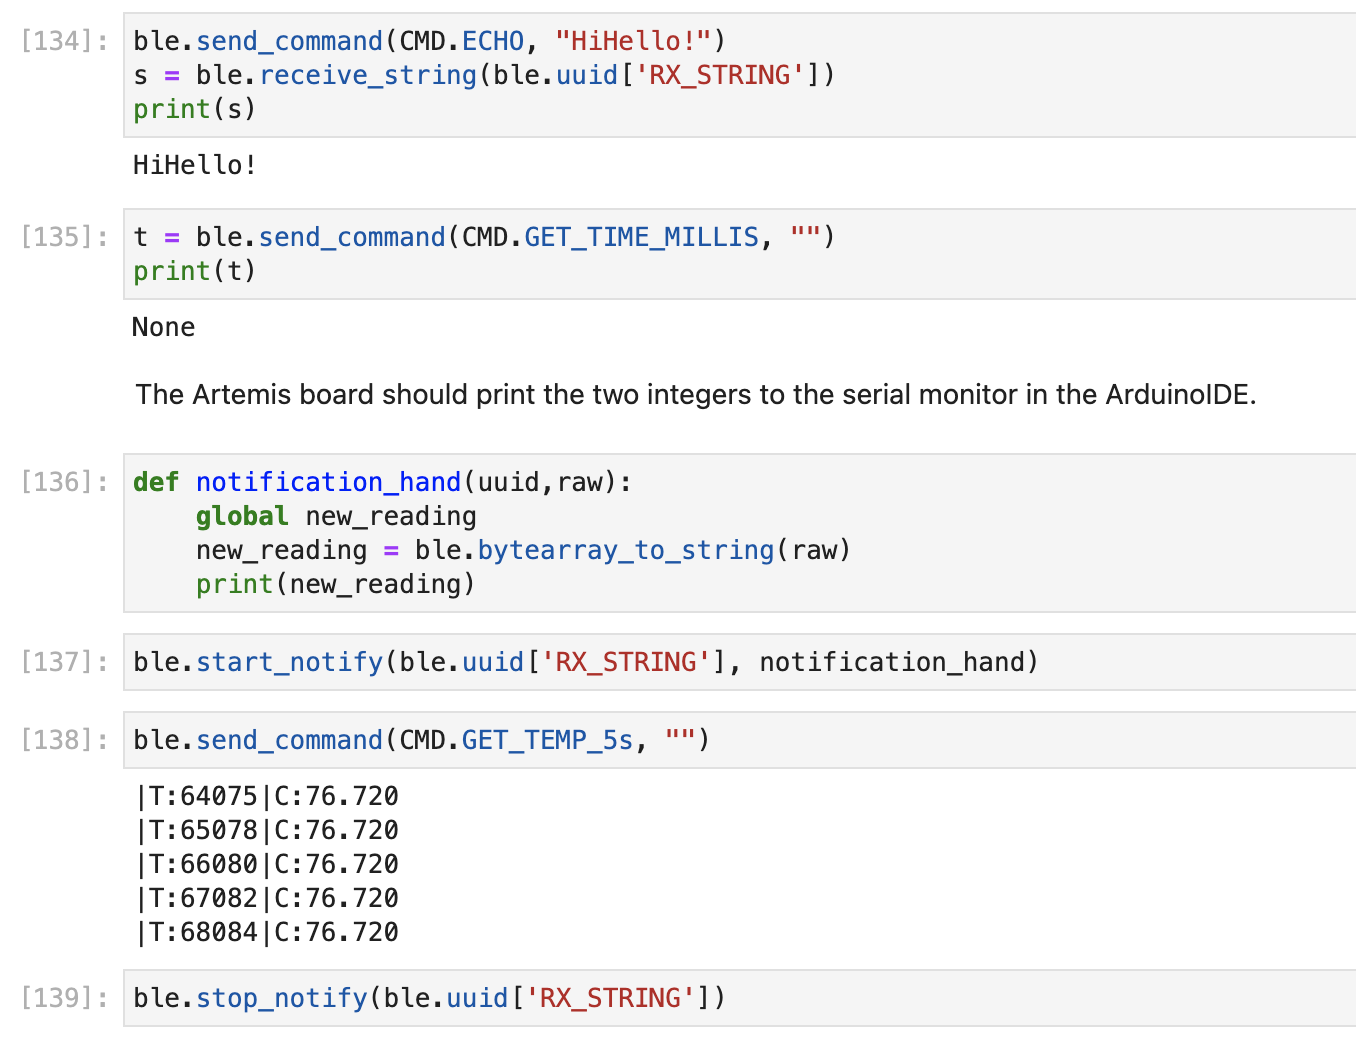 [134]: ble.send_command(CMD.ECHO, "HiHello!")
s = ble.receive_string(ble.uuid['RX_STRING'])
print(s)
HiHello!
[135]: t = ble.send_command(CMD.GET_TIME_MILLIS, "")
print(t)
None
The Artemis board should print the two integers to the serial monitor in the ArduinoIDE.
[136]: def notification_hand(uuid,raw):
    global new_reading
    new_reading = ble.bytearray_to_string(raw)
    print(new_reading)
[137]: ble.start_notify(ble.uuid['RX_STRING'], notification_hand)
[138]: ble.send_command(CMD.GET_TEMP_5s, "")
|T:64075|C:76.720
|T:65078|C:76.720
|T:66080|C:76.720
|T:67082|C:76.720
|T:68084|C:76.720
[139]: ble.stop_notify(ble.uuid['RX_STRING'])